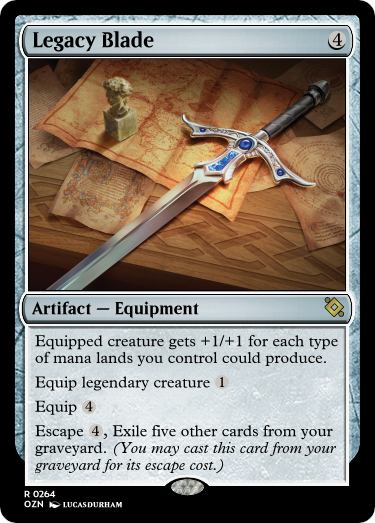 Legacy Blade 4
Artifact — Equipment
Equipped creature gets +1/+1 for each type
of mana lands you control could produce.
Equip legendary creature 1
Equip 4
Escape 4, Exile five other cards from your
graveyard. (You may cast this card from your
graveyard for its escape cost.)
R 0264
OZN LUCASDURHAM